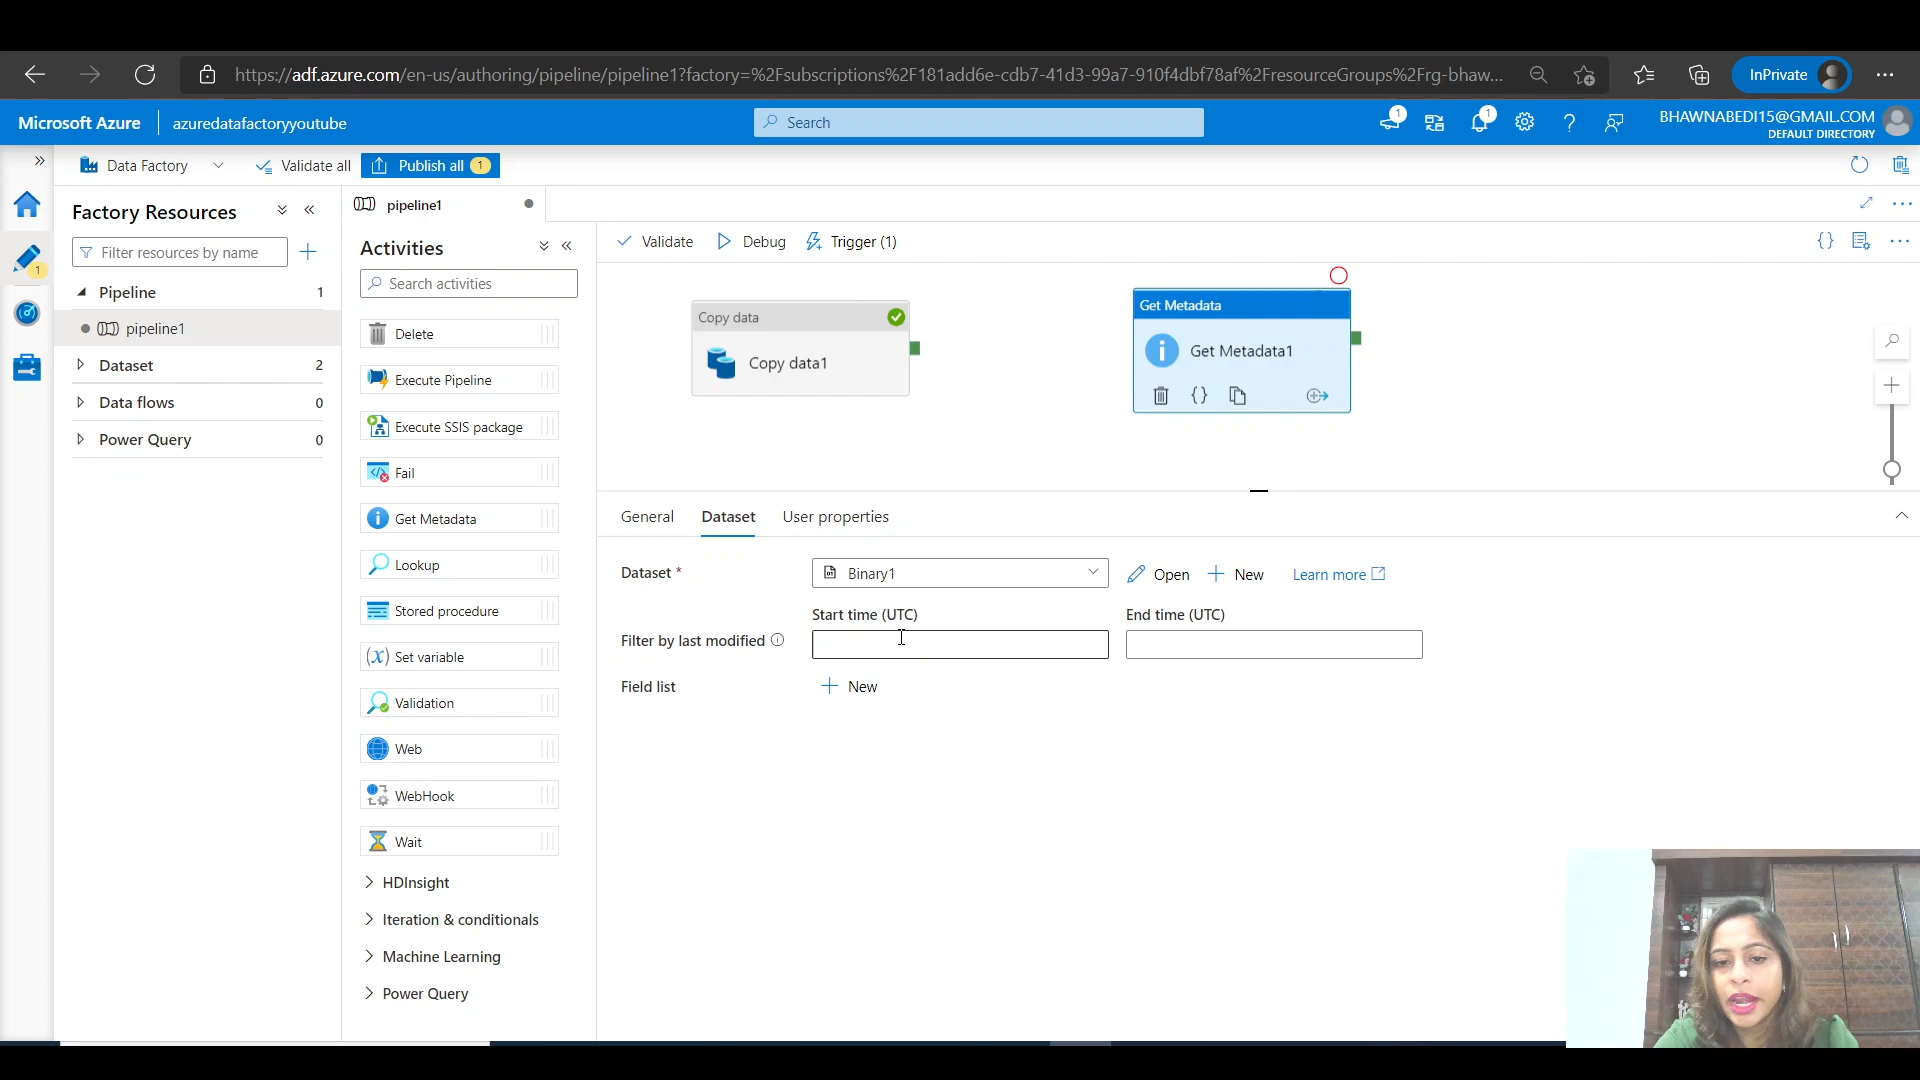 https://adf.azure.com/en-us/authoring/pipeline/pipeline1?factory=%2Fsubscriptions%2F181add6e-cdb7-41d3-99a7-910f4dbf78af%2FresourceGroups%2Frg-bhaw...
InPrivate
Microsoft Azure
azuredatafactoryyoutube
Search
1
1
BHAWNABEDI15@GMAIL.COM
DEFAULT DIRECTORY
Data Factory
Validate all
Publish all 1
Factory Resources
Filter resources by name
1
Pipeline 1
pipeline1
Dataset 2
Data flows 0
Power Query 0
pipeline1
Activities
Search activities
Delete
Execute Pipeline
Execute SSIS package
Fail
Get Metadata
Lookup
Stored procedure
(x) Set variable
Validation
Web
WebHook
Wait
HDInsight
Iteration & conditionals
Machine Learning
Power Query
Validate Debug Trigger (1)
Copy data
Copy data1
Get Metadata
Get Metadata1
General Dataset User properties
Dataset *
Binary1
Open New Learn more
Start time (UTC) End time (UTC)
Filter by last modified
Field list New